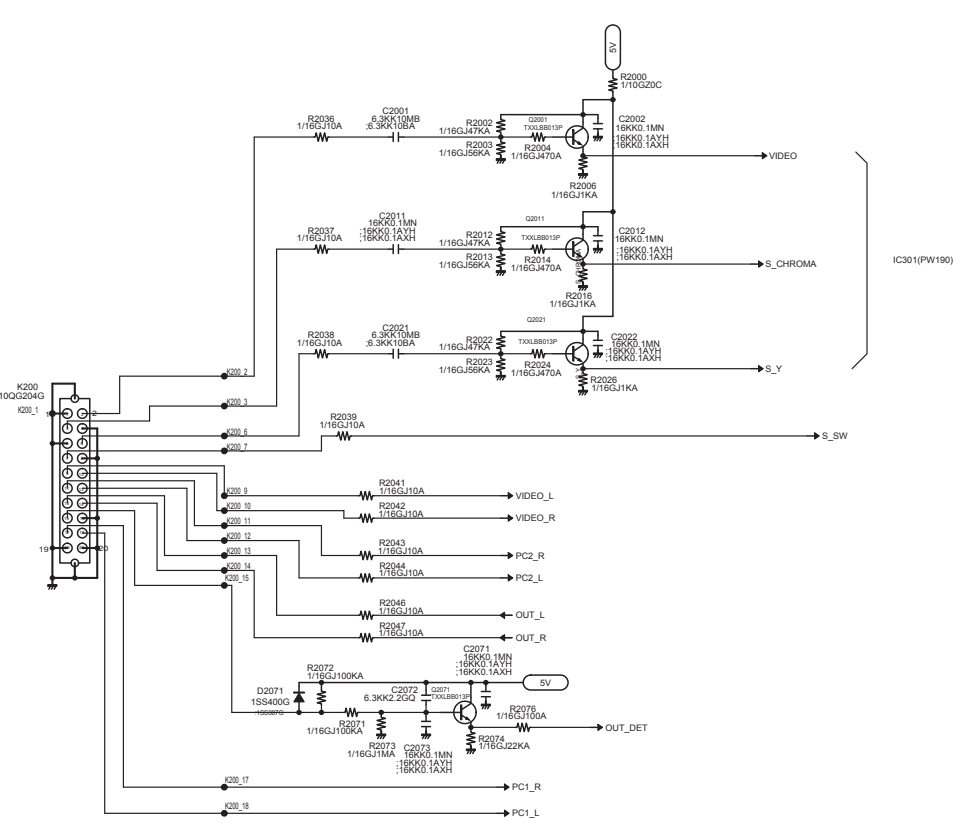 5V
R2000
1/10GZ0C
R2036
1/16GJ10A
C2001
6.3KK10MB
;6.3KK10BA
R2002
1/16GJ47KA
R2003
1/16GJ56KA
Q2001
TXXLBB013P
R2004
1/16GJ470A
C2002
16KK0.1MN
;16KK0.1AYH
;16KK0.1AXH
VIDEO
R2006
1/16GJ1KA
R2037
1/16GJ10A
C2011
16KK0.1MN
;16KK0.1AYH
;16KK0.1AXH
R2012
1/16GJ47KA
R2013
1/16GJ56KA
Q2011
TXXLBB013P
R2014
1/16GJ470A
C2012
16KK0.1MN
;16KK0.1AYH
;16KK0.1AXH
S_CHROMA
IC301(PW190)
R2016
1/16GJ1KA
R2038
1/16GJ10A
C2021
6.3KK10MB
;6.3KK10BA
R2022
1/16GJ47KA
R2023
1/16GJ56KA
Q2021
TXXLBB013P
R2024
1/16GJ470A
C2022
16KK0.1MN
;16KK0.1AYH
;16KK0.1AXH
S_Y
R2026
1/16GJ1KA
K200
10QG204G
K200_1
1
2
19
20
K200_2
K200_3
K200_6
K200_7
R2039
1/16GJ10A
S_SW
K200_9
R2041
1/16GJ10A
VIDEO_L
K200_10
R2042
1/16GJ10A
VIDEO_R
K200_11
R2043
1/16GJ10A
PC2_R
K200_12
R2044
1/16GJ10A
PC2_L
K200_13
R2046
1/16GJ10A
OUT_L
K200_14
R2047
1/16GJ10A
OUT_R
K200_15
D2071
1SS400G
R2072
1/16GJ100KA
R2071
1/16GJ100KA
R2073
1/16GJ1MA
C2072
6.3KK2.2GQ
C2073
16KK0.1MN
;16KK0.1AYH
;16KK0.1AXH
Q2071
TXXLBB013P
C2071
16KK0.1MN
;16KK0.1AYH
;16KK0.1AXH
5V
R2074
1/16GJ22KA
R2076
1/16GJ100A
OUT_DET
K200_17
PC1_R
K200_18
PC1_L